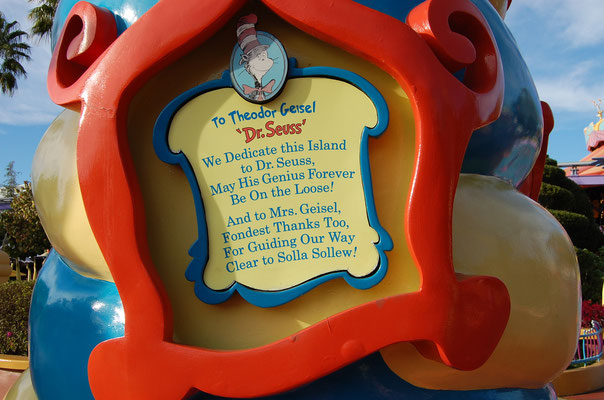 To Theodor Geisel
'Dr. Seuss'
We Dedicate this Island
to Dr. Seuss,
May His Genius Forever
Be On the Loose!
And to Mrs. Geisel,
Fondest Thanks Too,
For Guiding Our Way
Clear to Solla Sollew!